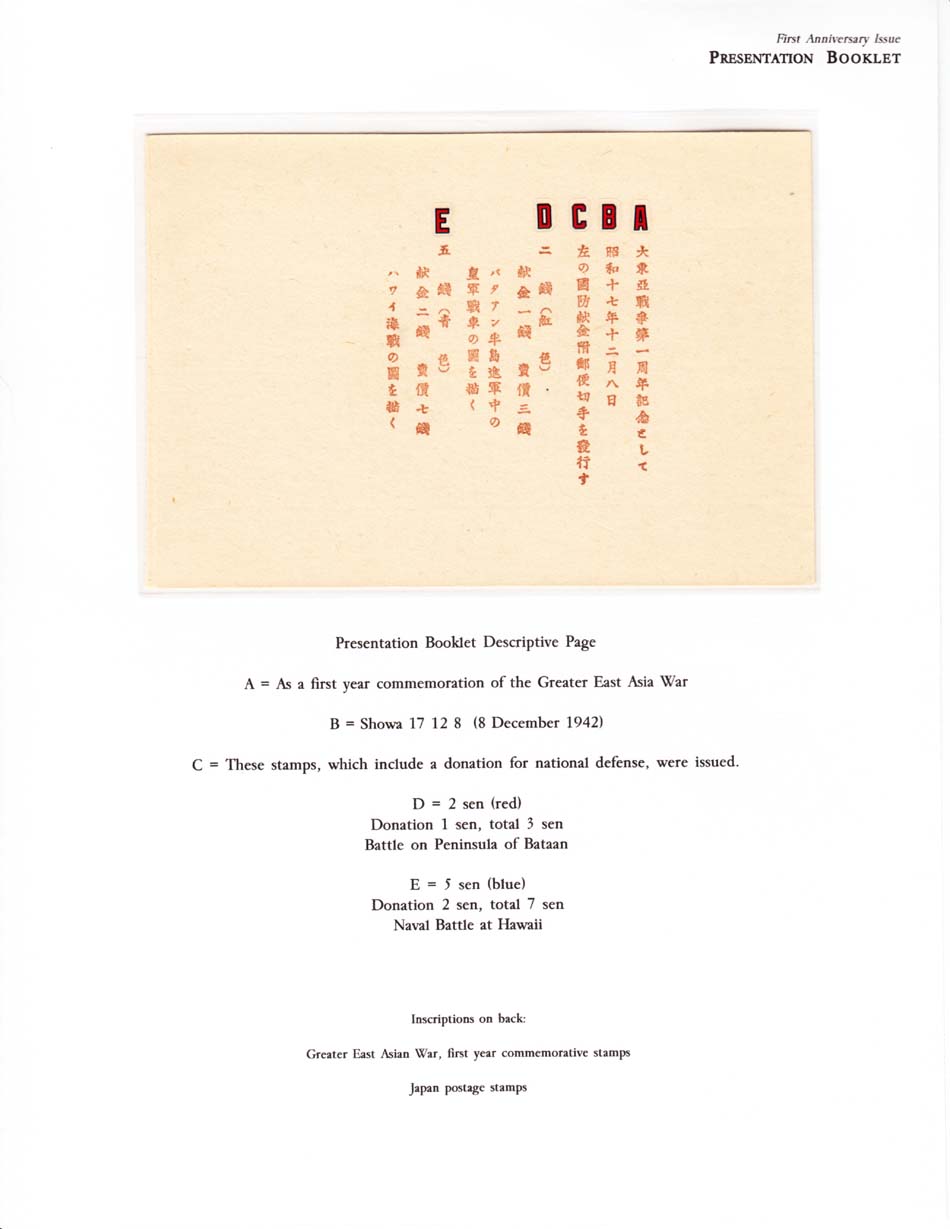 First Anniversary Issue
PRESENTATION BOOKLET
A
大東亞戰爭第一周年記念として
B
昭和十七年十二月八日
C
左の國防献金附郵便切手を發行す
D
二錢(紅色)
献金一錢 賣價三錢
バタアン半島進軍中の
皇軍戰車の圖を描く
E
五錢(青色)
献金二錢 賣價七錢
ハワイ海戰の圖を描く
Presentation Booklet Descriptive Page
A = As a first year commemoration of the Greater East Asia War
B = Showa 17 12 8 (8 December 1942)
C = These stamps, which include a donation for national defense, were issued.
D = 2 sen (red)
Donation 1 sen, total 3 sen
Battle on Peninsula of Bataan
E = 5 sen (blue)
Donation 2 sen, total 7 sen
Naval Battle at Hawaii
Inscriptions on back:
Greater East Asian War, first year commemorative stamps
Japan postage stamps